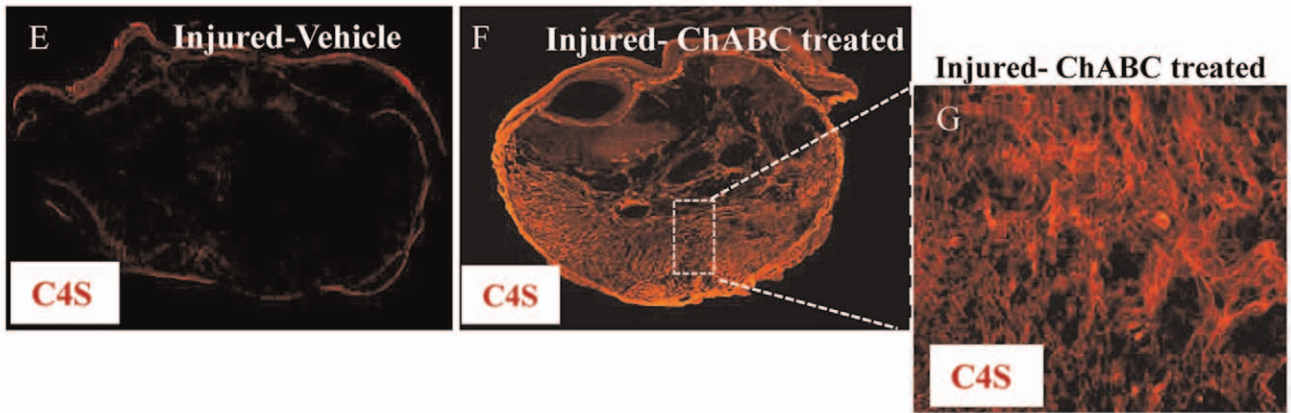 E
Injured-Vehicle
C4S
F
Injured- ChABC treated
C4S
Injured- ChABC treated
G
C4S